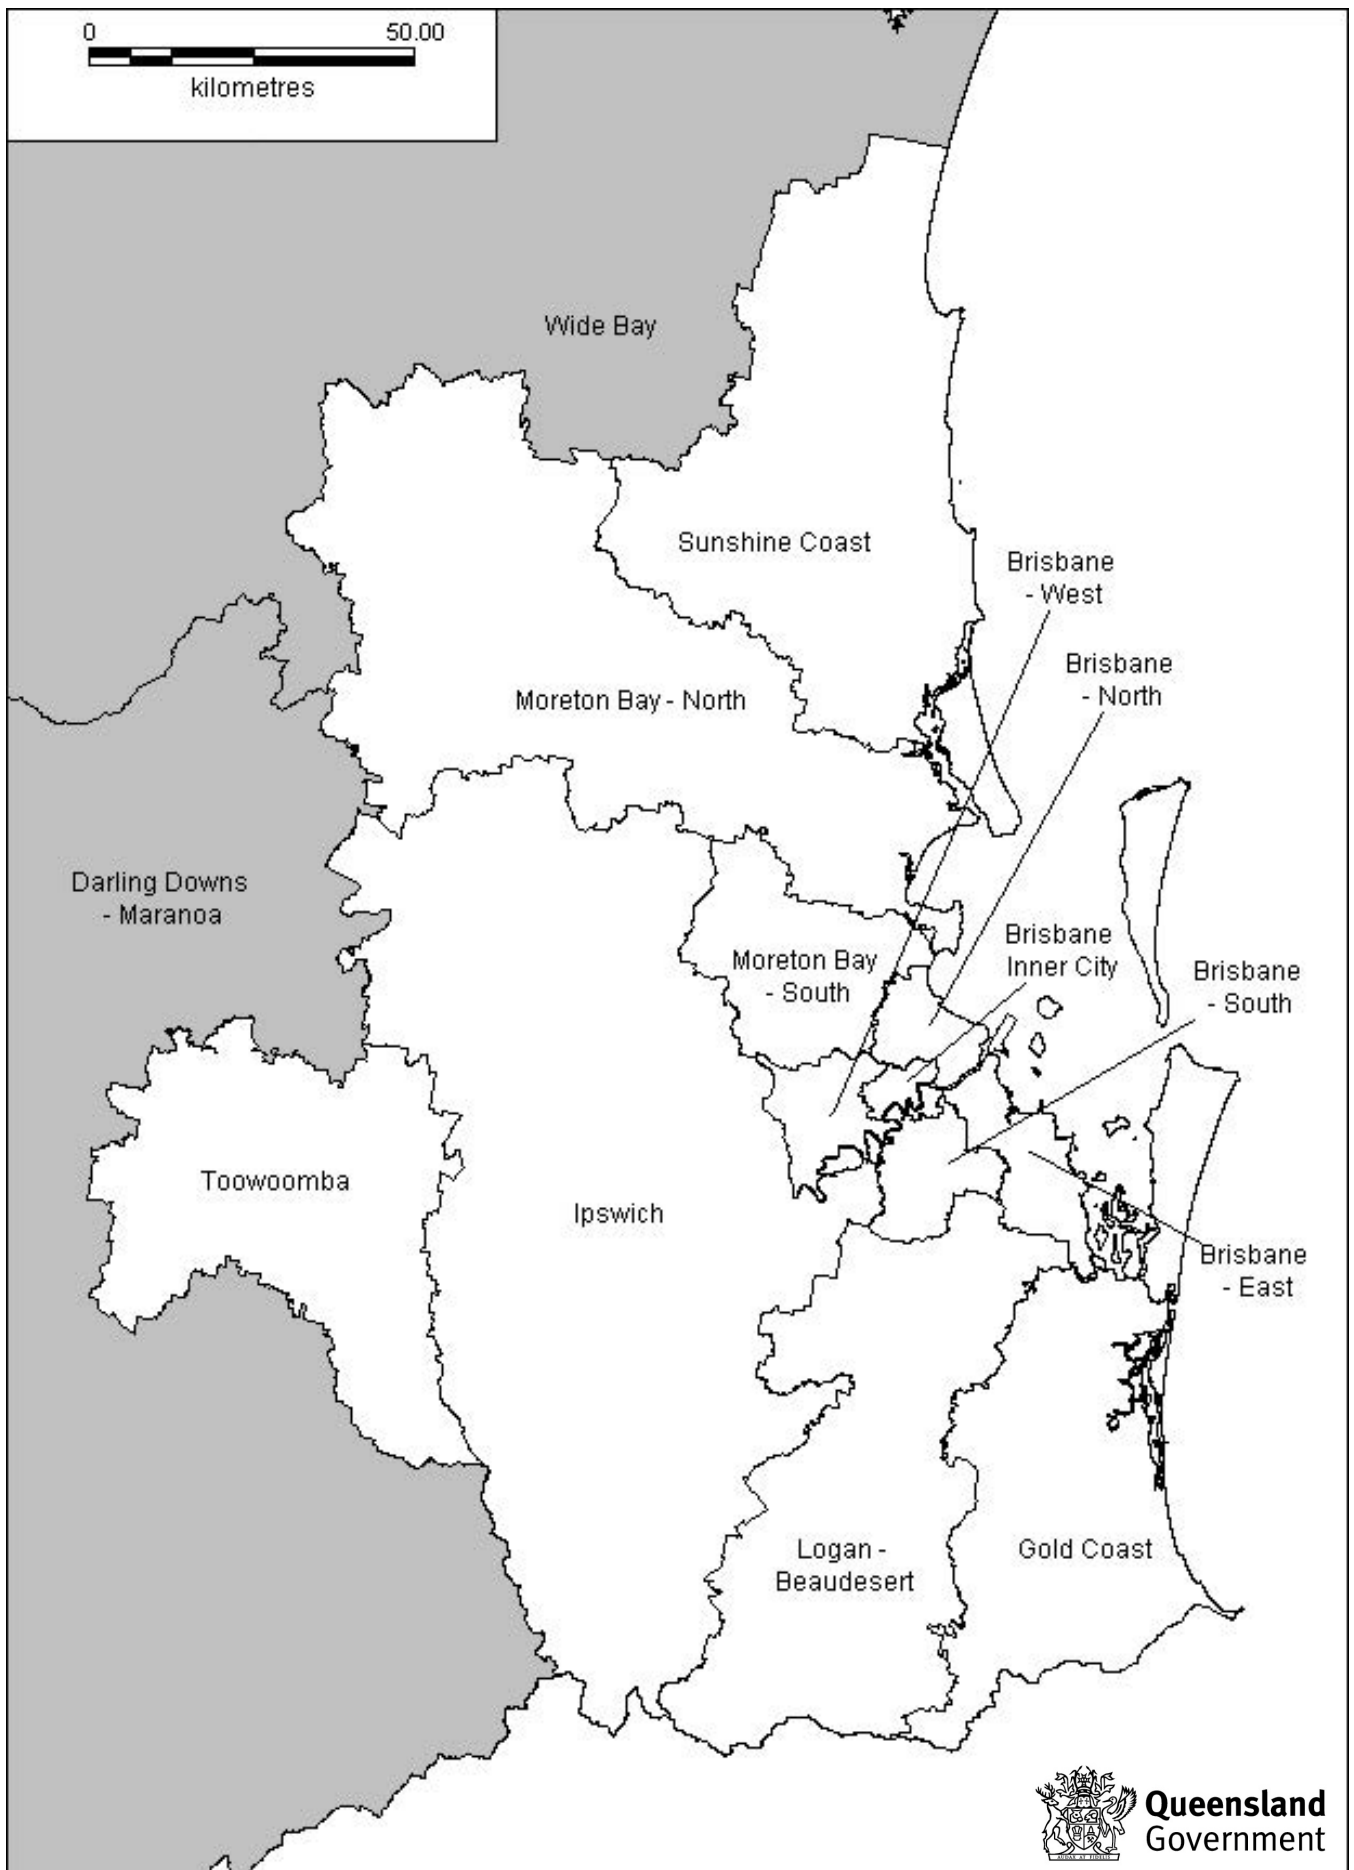 0 50.00
kilometres
Wide Bay
Sunshine Coast
Brisbane
- West
Brisbane
- North
Moreton Bay - North
Darling Downs
- Maranoa
Brisbane
Inner City
Moreton Bay
- South
Brisbane
- South
Toowoomba
Ipswich
Brisbane
- East
Logan -
Beaudesert
Gold Coast
Queensland
Government